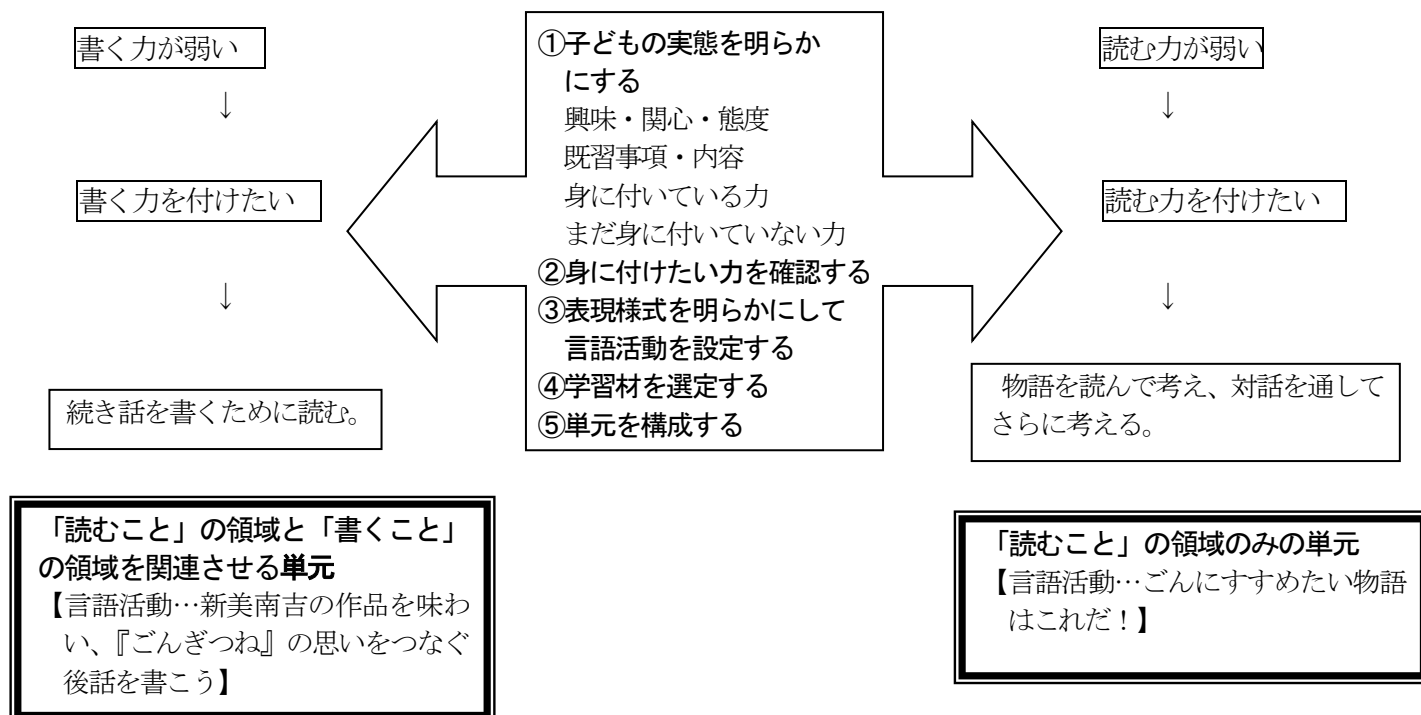 書く力が弱い
↓
書く力を付けたい
↓
続き話を書くために読む。
「読むこと」の領域と「書くこと」
の領域を関連させる単元
【言語活動…新美南吉の作品を味わ
い、『ごんぎつね』の思いをつなぐ
後話を書こう】
①子どもの実態を明らか
にする
興味・関心・態度
既習事項・内容
身に付いている力
まだ身に付いていない力
②身に付けたい力を確認する
③表現様式を明らかにして
言語活動を設定する
④学習材を選定する
⑤単元を構成する
読む力が弱い
↓
読む力を付けたい
↓
物語を読んで考え、対話を通して
さらに考える。
「読むこと」の領域のみの単元
【言語活動…ごんにすすめたい物語
はこれだ！】